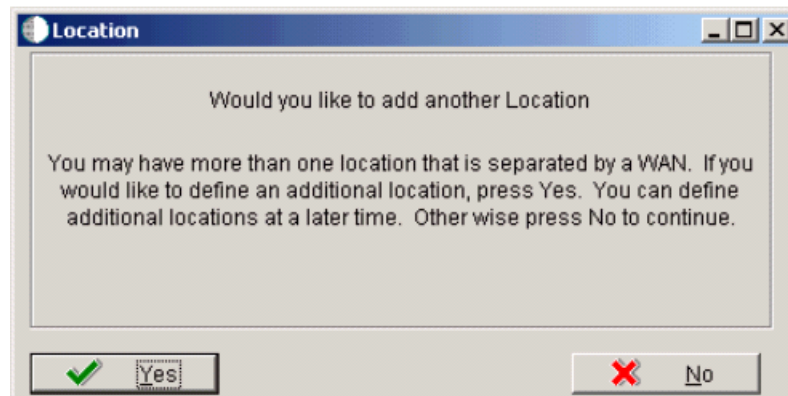 Location
Would you like to add another Location
You may have more than one location that is separated by a WAN. If you
would like to define an additional location, press Yes. You can define
additional locations at a later time. Other wise press No to continue.
Yes
No